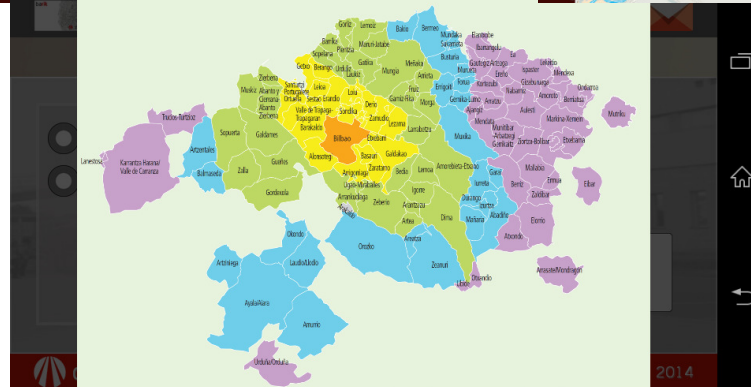 Gorliz
Lemoiz
Bakio
Bermeo
Barrika
Plentzia
Maruri-Jatabe
Mundaka
Sukarrieta
Elantxobe
Ibarrangelu
Sopelana
Urduliz
Gatika
Mungia
Meñaka
Busturia
Ea
Getxo
Berango
Laukiz
Arrieta
Murueta
Gautegiz Arteaga
Ereño
Ispaster
Lekeitio
Mendexa
Zierbena
Santurtzi
Portugalete
Leioa
Fruiz
Errigoiti
Forua
Kortezubi
Gizaburuaga
Ondarroa
Muskiz
Abanto y
Ciérvana-
Abanto
Zierbena
Ortuella
Sestao
Erandio
Loiu
Gamiz-Fika
Morga
Gernika-Lumo
Arratzu
Nabarniz
Amoroto
Berriatua
Valle de Trapaga-
Trapagaran
Sondika
Derio
Zamudio
Ajangiz
Mendata
Aulesti
Markina-Xemein
Mutriku
Trucios-Turtzioz
Barakaldo
Lezama
Larrabetzu
Munitibar
-Arbatzegi
Gerrikaitz
Ziortza-Bolibar
Etxebarria
Sopuerta
Galdames
Bilbao
Etxebarri
Muxika
Artzentales
Lanestosa
Karrantza Harana/
Valle de Carranza
Gueñes
Alonsotegi
Basauri
Galdakao
Amorebieta-Etxano
Garai
Mallabia
Ermua
Balmaseda
Zalla
Arrigorriaga
Zaratamo
Bedia
Lemoa
Iurreta
Berriz
Zaldibar
Eibar
Gordexola
Ugao-Miraballes
Igorre
Durango
Izurtza
Abadiño
Arrankudiaga
Zeberio
Arantzazu
Mañaria
Elorrio
Arakaldo
Artea
Dima
Atxondo
Okondo
Orozko
Areatza
Artziniega
Laudio/Llodio
Zeanuri
Otxandio
Ubide
Arrasate/Mondragón
Ayala/Aiara
Amurrio
Urduña/Orduña
2014